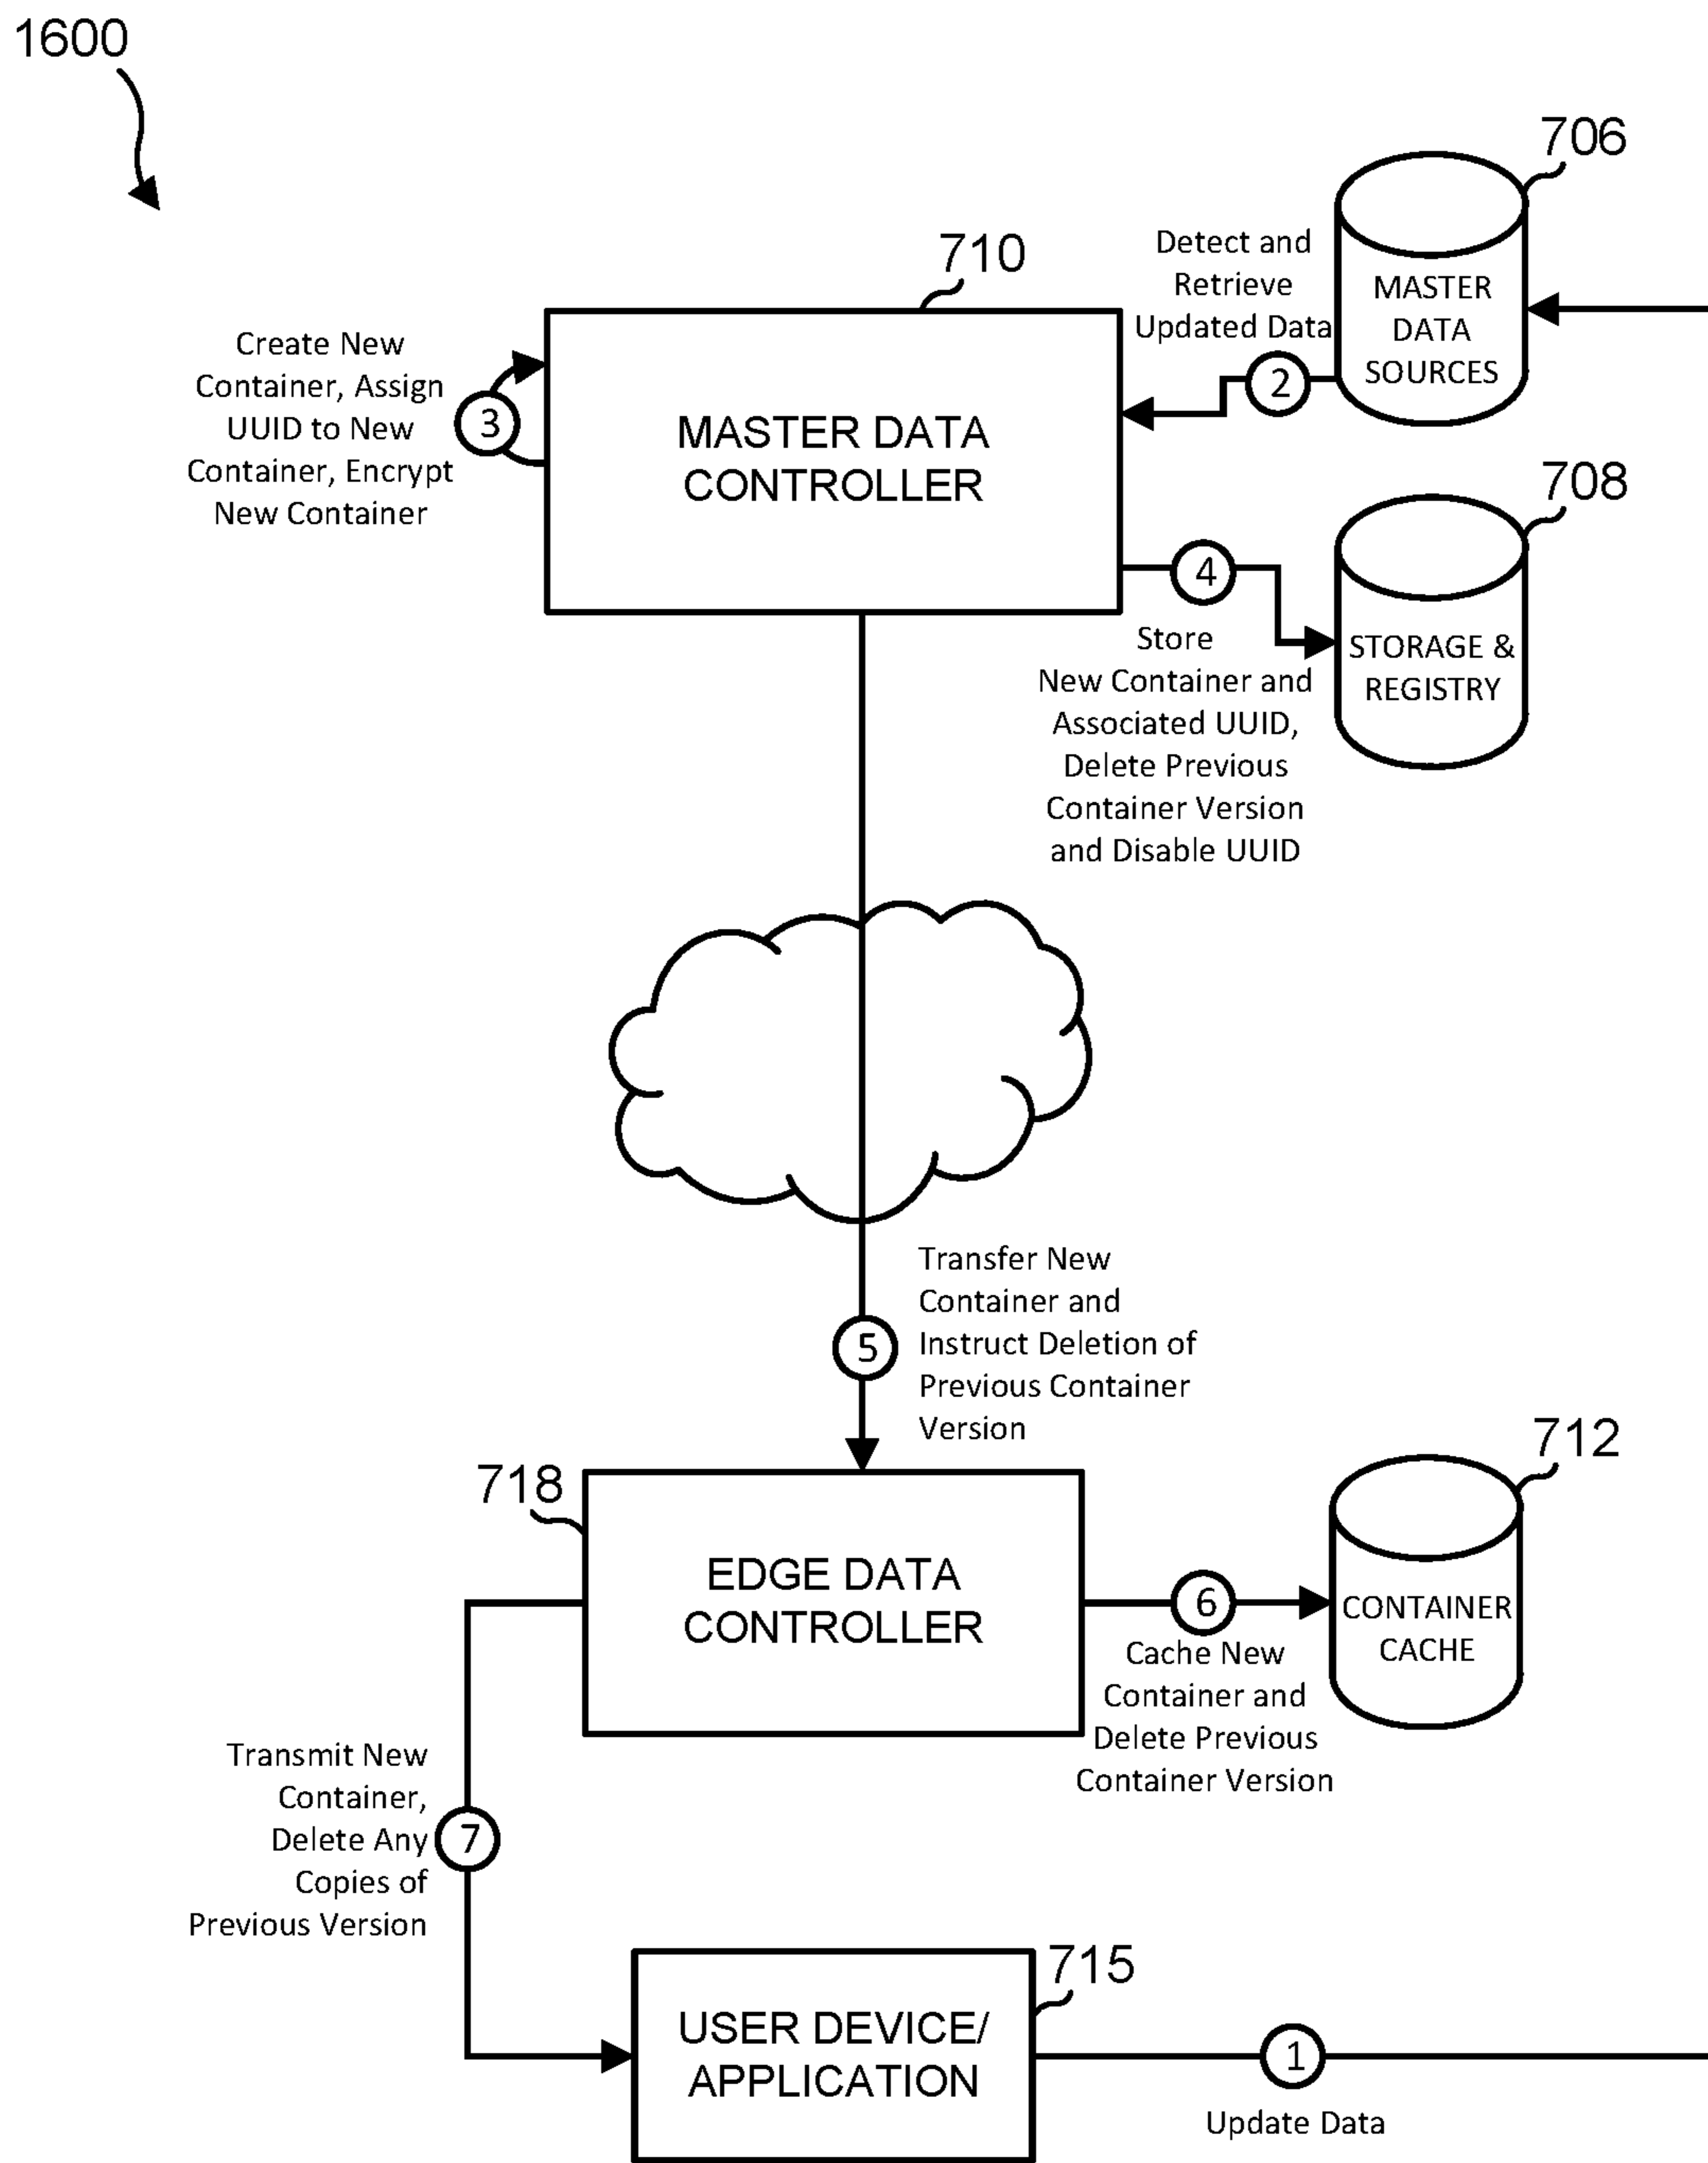 1600
706
Detect and
Retrieve
Updated Data
MASTER
DATA
SOURCES
2
710
Create New
Container, Assign
UUID to New
Container, Encrypt
New Container
3
MASTER DATA
CONTROLLER
708
4
Store
New Container and
Associated UUID,
Delete Previous
Container Version
and Disable UUID
STORAGE &
REGISTRY
Transfer New
Container and
Instruct Deletion of
Previous Container
Version
5
712
718
EDGE DATA
CONTROLLER
6
Cache New
Container and
Delete Previous
Container Version
CONTAINER
CACHE
Transmit New
Container,
Delete Any
Copies of
Previous Version
7
715
USER DEVICE/
APPLICATION
1
Update Data